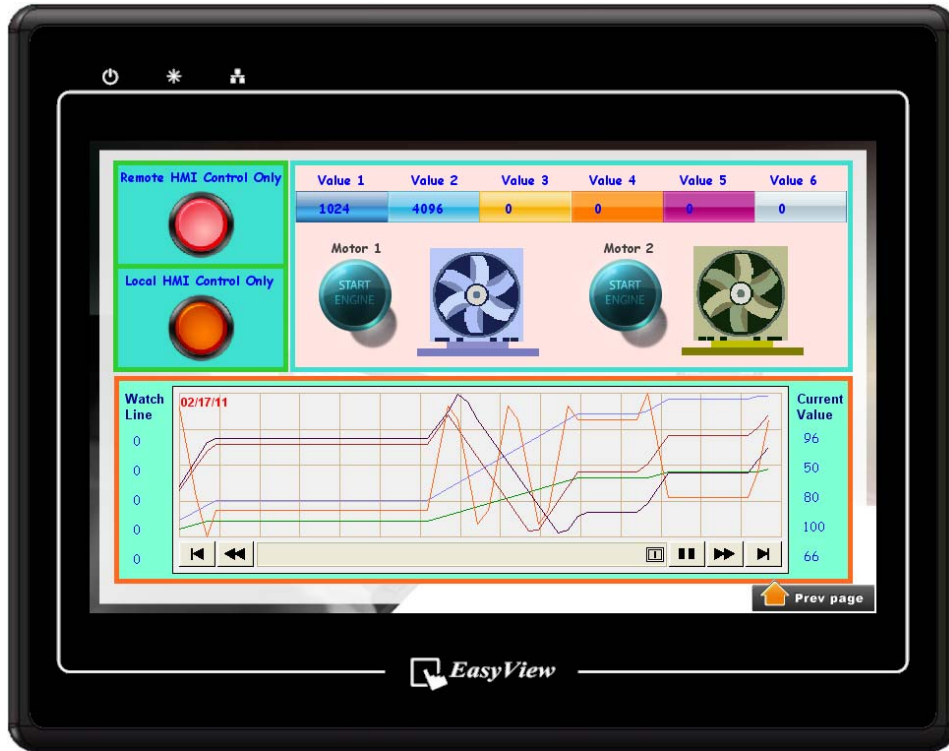 Remote HMI Control Only
Local HMI Control Only
Value 1 Value 2 Value 3 Value 4 Value 5 Value 6
1024 4096 0 0 0 0
Motor 1
START
ENGINE
Motor 2
START
ENGINE
Watch
Line
0
0
0
0
0
02/17/11
Current
Value
96
50
80
100
66
Prev page
EasyView